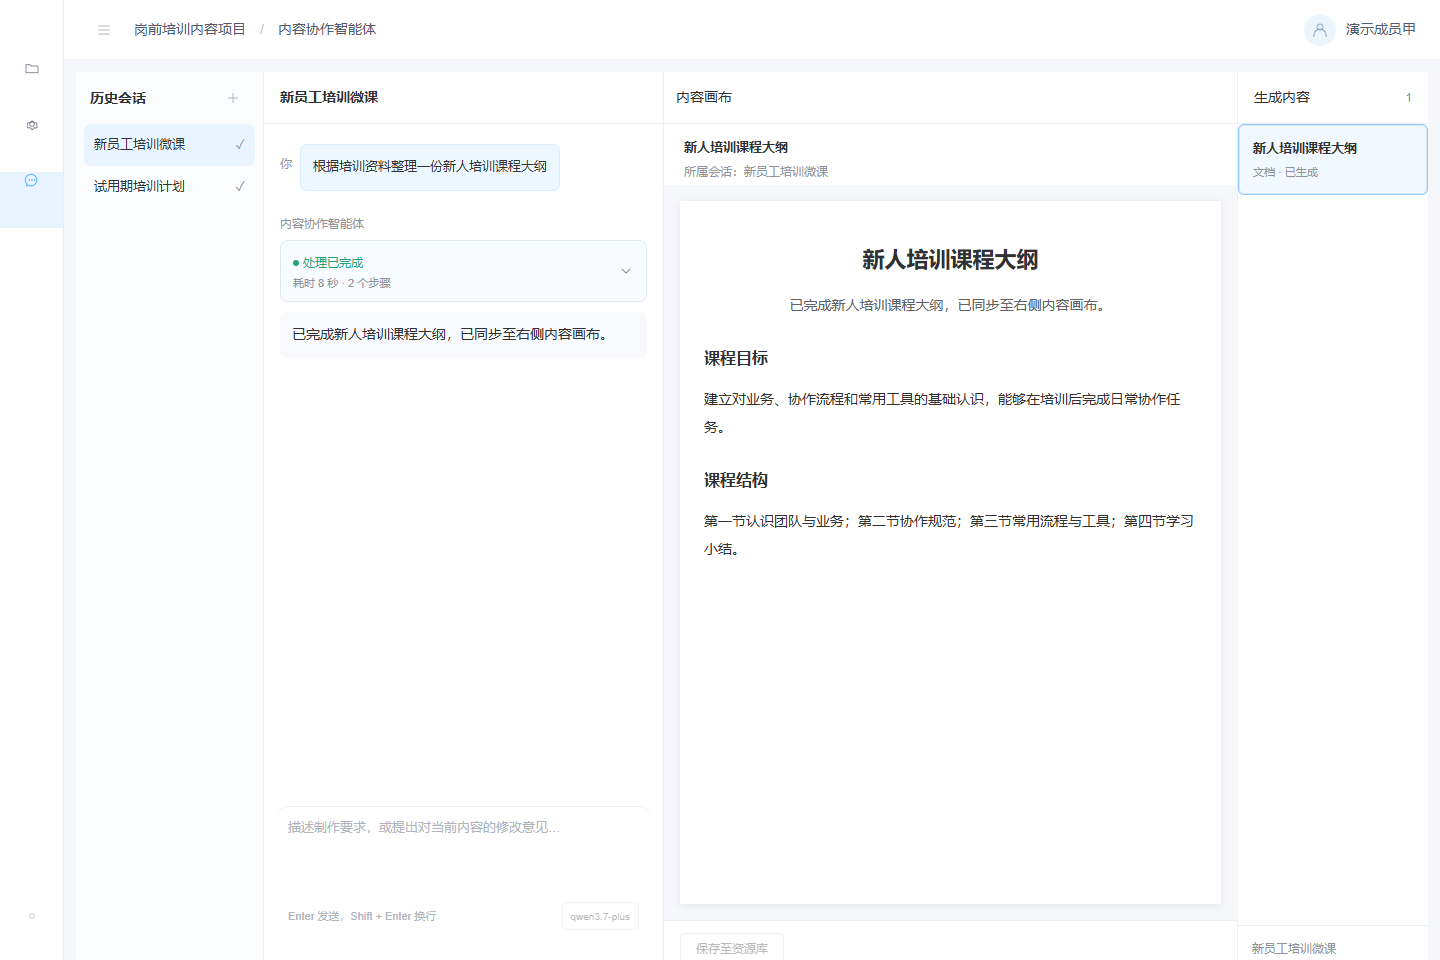 岗前培训内容项目 / 内容协作智能体
演示成员甲
历史会话
新员工培训微课
试用期培训计划
新员工培训微课
你
根据培训资料整理一份新人培训课程大纲
内容协作智能体
处理已完成
耗时 8 秒 · 2 个步骤
已完成新人培训课程大纲，已同步至右侧内容画布。
描述制作要求，或提出对当前内容的修改意见...
Enter 发送，Shift + Enter 换行
qwen3.7-plus
内容画布
新人培训课程大纲
所属会话：新员工培训微课
新人培训课程大纲
已完成新人培训课程大纲，已同步至右侧内容画布。
课程目标
建立对业务、协作流程和常用工具的基础认识，能够在培训后完成日常协作任
务。
课程结构
第一节认识团队与业务；第二节协作规范；第三节常用流程与工具；第四节学习
小结。
保存至资源库
生成内容 1
新人培训课程大纲
文档 · 已生成
新员工培训微课